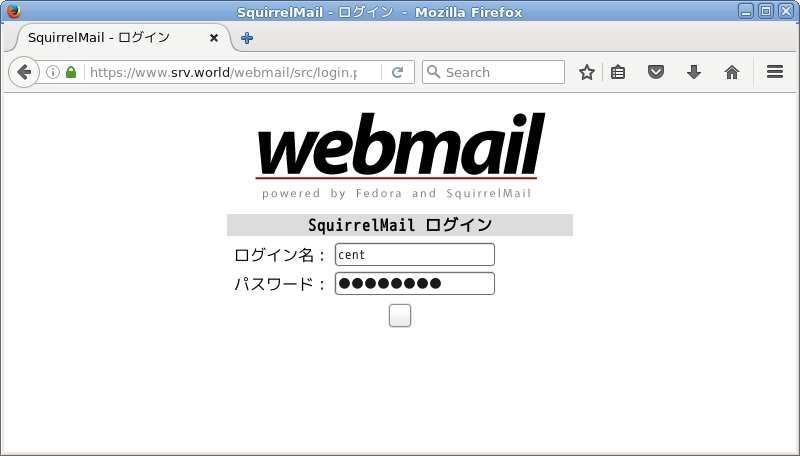 SquirrelMail - ログイン - Mozilla Firefox
SquirrelMail - ログイン
https://www.srv.world/webmail/src/login.p
Search
webmail
powered by Fedora and SquirrelMail
SquirrelMail ログイン
ログイン名： cent
パスワード： ●●●●●●●●